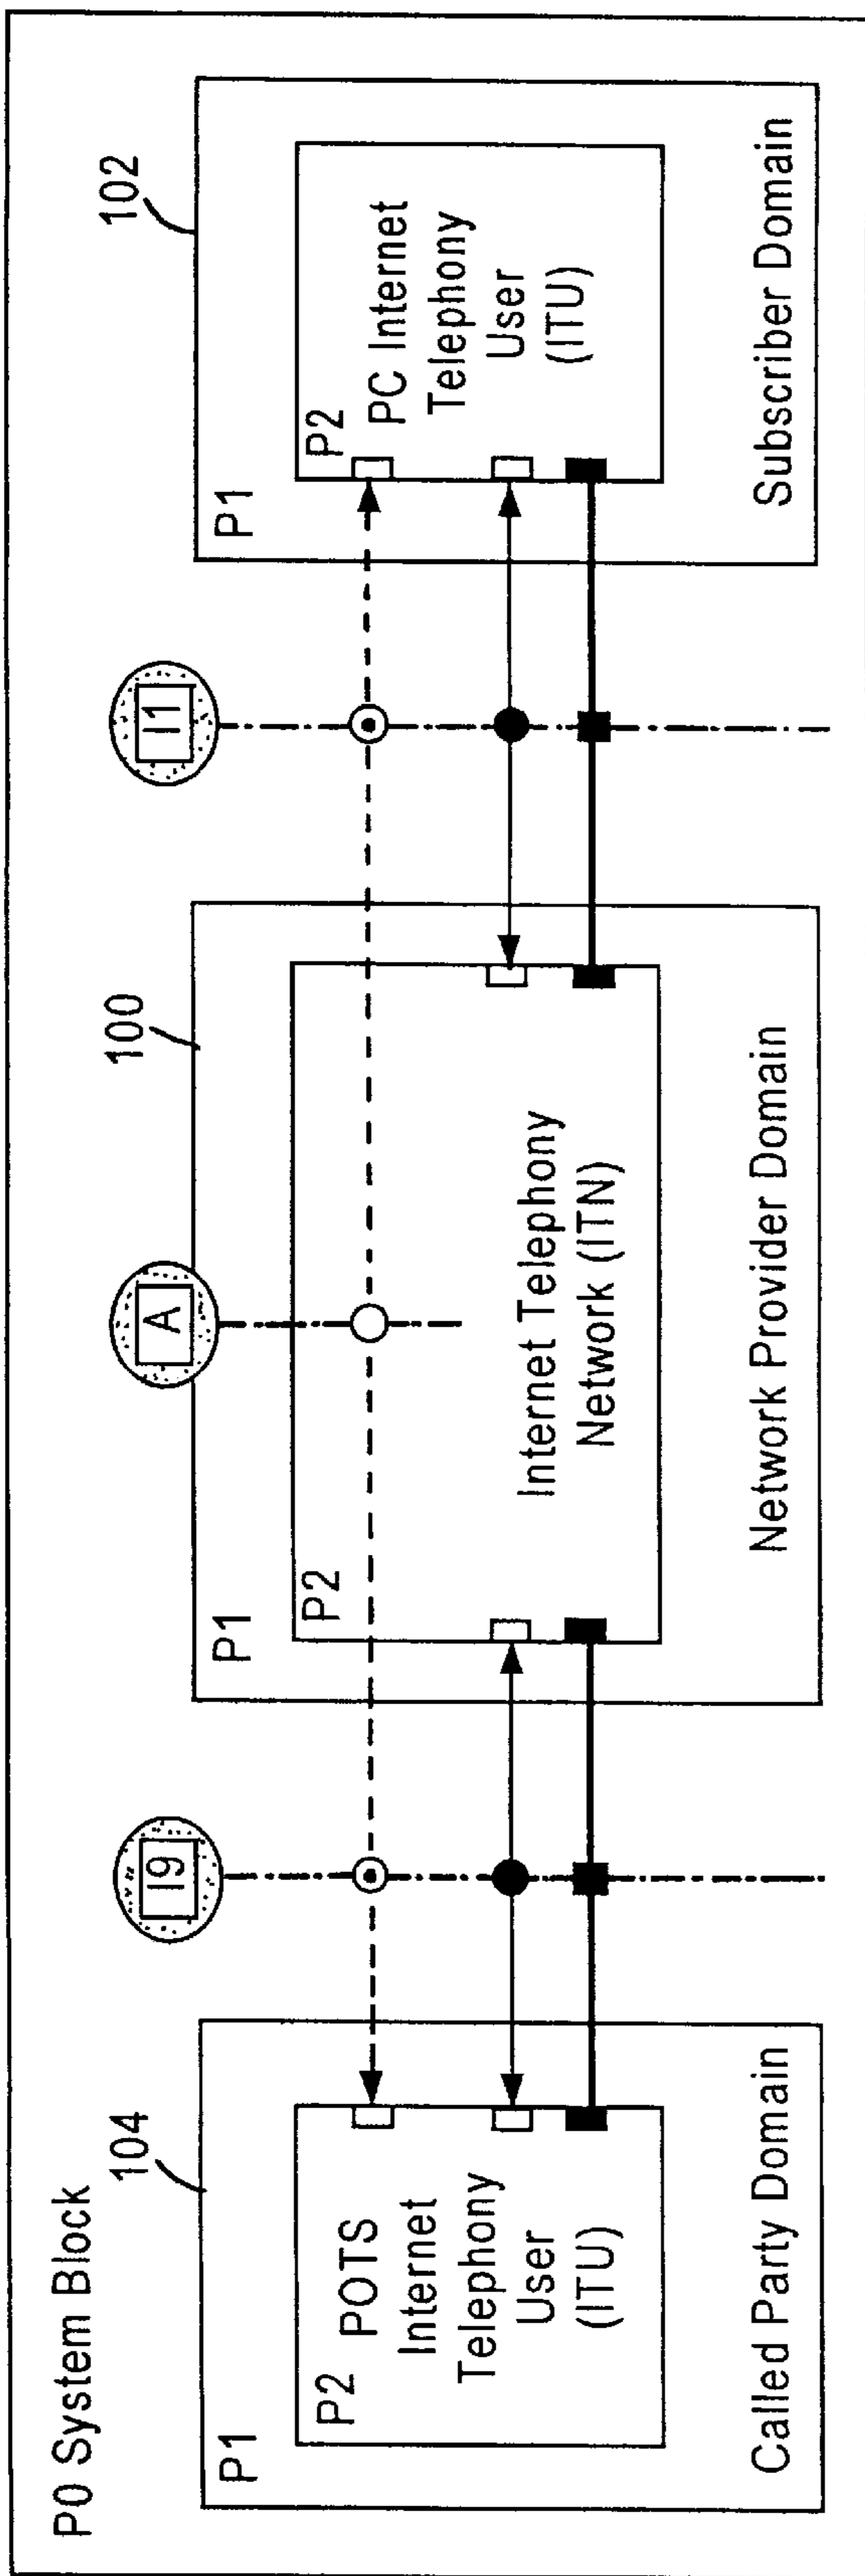 P0 System Block
104
P1
P2
POTS
Internet
Telephony
User
(ITU)
Called Party Domain
I9
100
P1
P2
A
Internet Telephony
Network (ITN)
Network Provider Domain
I1
102
P1
P2
PC Internet
Telephony
User
(ITU)
Subscriber Domain